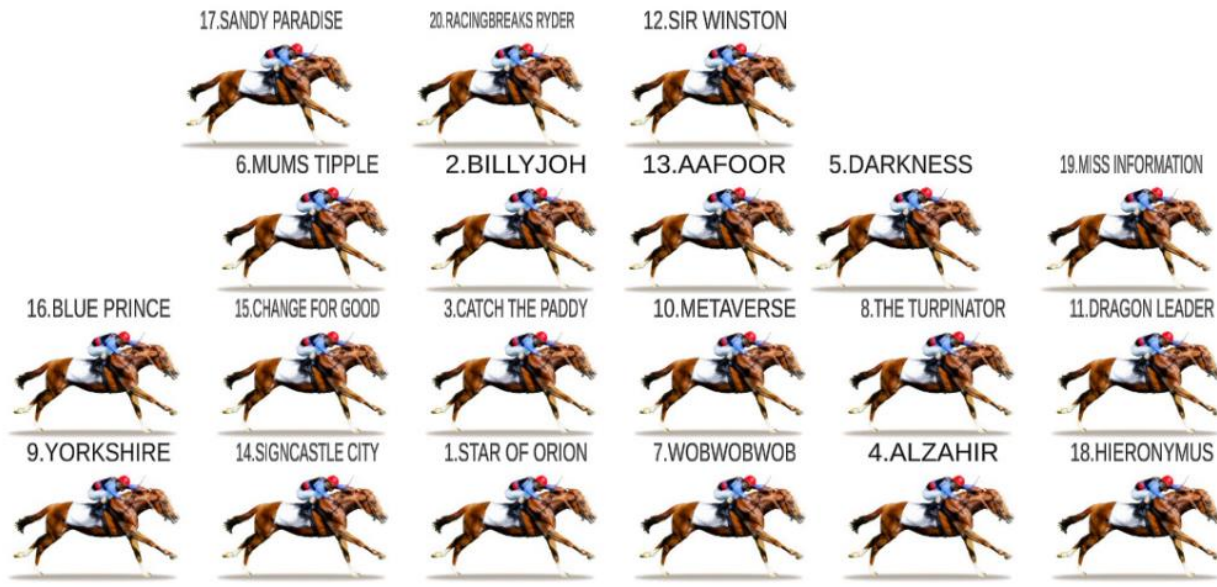 17.SANDY PARADISE
20.RACINGBREAKS RYDER
12.SIR WINSTON
6.MUMS TIPPLE
2.BILLYJOH
13.AAFOOR
5.DARKNESS
19.MISS INFORMATION
16.BLUE PRINCE
15.CHANGE FOR GOOD
3.CATCH THE PADDY
10.METAVERSE
8.THE TURPINATOR
11.DRAGON LEADER
9.YORKSHIRE
14.SIGNCASTLE CITY
1.STAR OF ORION
7.WOBWOBWOB
4.ALZAHIR
18.HIERONYMUS